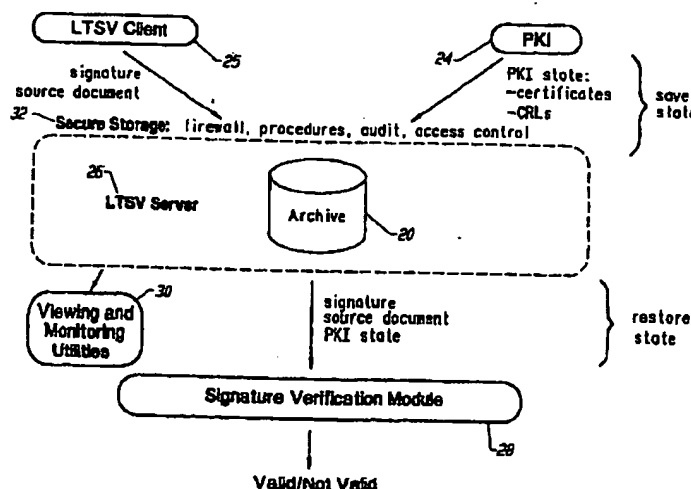 LTSV Client
25
24
PKI
signature
source document
PKI state:
-certificates
-CRLs
save
state
32
Secure Storage: firewall, procedures, audit, access control
26
LTSV Server
Archive
20
30
Viewing and
Monitoring
Utilities
signature
source document
PKI state
restore
state
Signature Verification Module
28
Valid/Not Valid